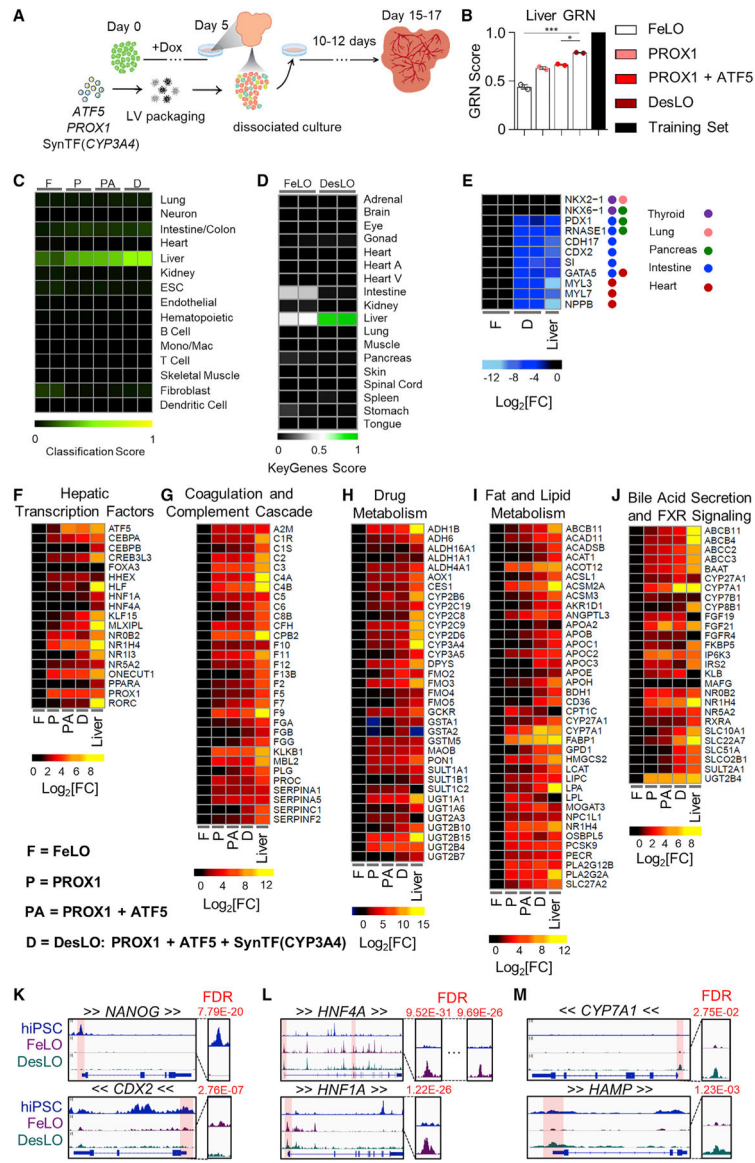 A
Day 0
Day 5
Day 15-17
+Dox
10-12 days
ATF5
PROX1
SynTF(CYP3A4)
LV packaging
dissociated culture
B
Liver GRN
GRN Score
1.0
0.5
0
***
*
FeLO
PROX1
PROX1 + ATF5
DesLO
Training Set
C
F P PA D
Lung
Neuron
Intestine/Colon
Heart
Liver
Kidney
ESC
Endothelial
Hematopoietic
B Cell
Mono/Mac
T Cell
Skeletal Muscle
Fibroblast
Dendritic Cell
0 1
Classification Score
D
FeLO DesLO
Adrenal
Brain
Eye
Gonad
Heart
Heart A
Heart V
Intestine
Kidney
Liver
Lung
Muscle
Pancreas
Skin
Spinal Cord
Spleen
Stomach
Tongue
0 0.5 1
KeyGenes Score
E
NKX2-1
NKX6-1
PDX1
RNASE1
CDH17
CDX2
SI
GATA5
MYL3
MYL7
NPPB
F D Liver
-12 -8 -4 0
Log2[FC]
Thyroid
Lung
Pancreas
Intestine
Heart
F
Hepatic
Transcription Factors
ATF5
CEBPA
CEBPB
CREB3L3
FOXA3
HHEX
HLF
HNF1A
HNF4A
KLF15
MLXIPL
NR0B2
NR1H4
NR1I3
NR5A2
ONECUT1
PPARA
PROX1
RORC
F P PA D Liver
0 2 4 6 8
Log2[FC]
G
Coagulation and
Complement Cascade
A2M
C1R
C1S
C2
C3
C4A
C4B
C5
C6
C8B
CFH
CPB2
F10
F11
F12
F13B
F2
F5
F7
F9
FGA
FGB
FGG
KLKB1
MBL2
PLG
PROC
SERPINA1
SERPINA5
SERPINC1
SERPINF2
F P PA D Liver
0 4 8 12
Log2[FC]
H
Drug
Metabolism
ADH1B
ADH6
ALDH16A1
ALDH1A1
ALDH4A1
AOX1
CES1
CYP2B6
CYP2C19
CYP2C8
CYP2C9
CYP2D6
CYP3A4
CYP3A5
DPYS
FMO2
FMO3
FMO4
FMO5
GCKR
GSTA1
GSTA2
GSTM5
MAOB
PON1
SULT1A1
SULT1B1
SULT1C2
UGT1A1
UGT1A6
UGT2A3
UGT2B10
UGT2B15
UGT2B4
UGT2B7
F P PA D Liver
0 5 10 15
Log2[FC]
I
Fat and Lipid
Metabolism
ABCB11
ACAD11
ACADSB
ACAT1
ACOT12
ACSL1
ACSM2A
ACSM3
AKR1D1
ANGPTL3
APOA2
APOB
APOC1
APOC2
APOC3
APOE
APOH
BDH1
CD36
CPT1C
CYP27A1
CYP7A1
FABP1
GPD1
HMGCS2
LCAT
LIPC
LPA
LPL
MOGAT3
NPC1L1
NR1H4
OSBPL5
PCSK9
PECR
PLA2G12B
PLA2G2A
SLC27A2
F P PA D Liver
0 4 8 12
Log2[FC]
J
Bile Acid Secretion
and FXR Signaling
ABCB11
ABCB4
ABCC2
ABCC3
BAAT
CYP27A1
CYP7A1
CYP7B1
CYP8B1
FGF19
FGF21
FGFR4
FKBP5
IP6K3
IRS2
KLB
MAFG
NR0B2
NR1H4
NR5A2
RXRA
SLC10A1
SLC22A7
SLC51A
SLCO2B1
SULT2A1
UGT2B4
F P PA D Liver
0 2 4 6 8
Log2[FC]
F = FeLO
P = PROX1
PA = PROX1 + ATF5
D = DesLO: PROX1 + ATF5 + SynTF(CYP3A4)
K
>> NANOG >>
FDR
7.79E-20
hiPSC
FeLO
DesLO
<< CDX2 <<
2.76E-07
hiPSC
FeLO
DesLO
L
>> HNF4A >>
FDR
9.52E-31 9.69E-26
...
>> HNF1A >>
1.22E-26
M
<< CYP7A1 <<
FDR
2.75E-02
>> HAMP >>
1.23E-03